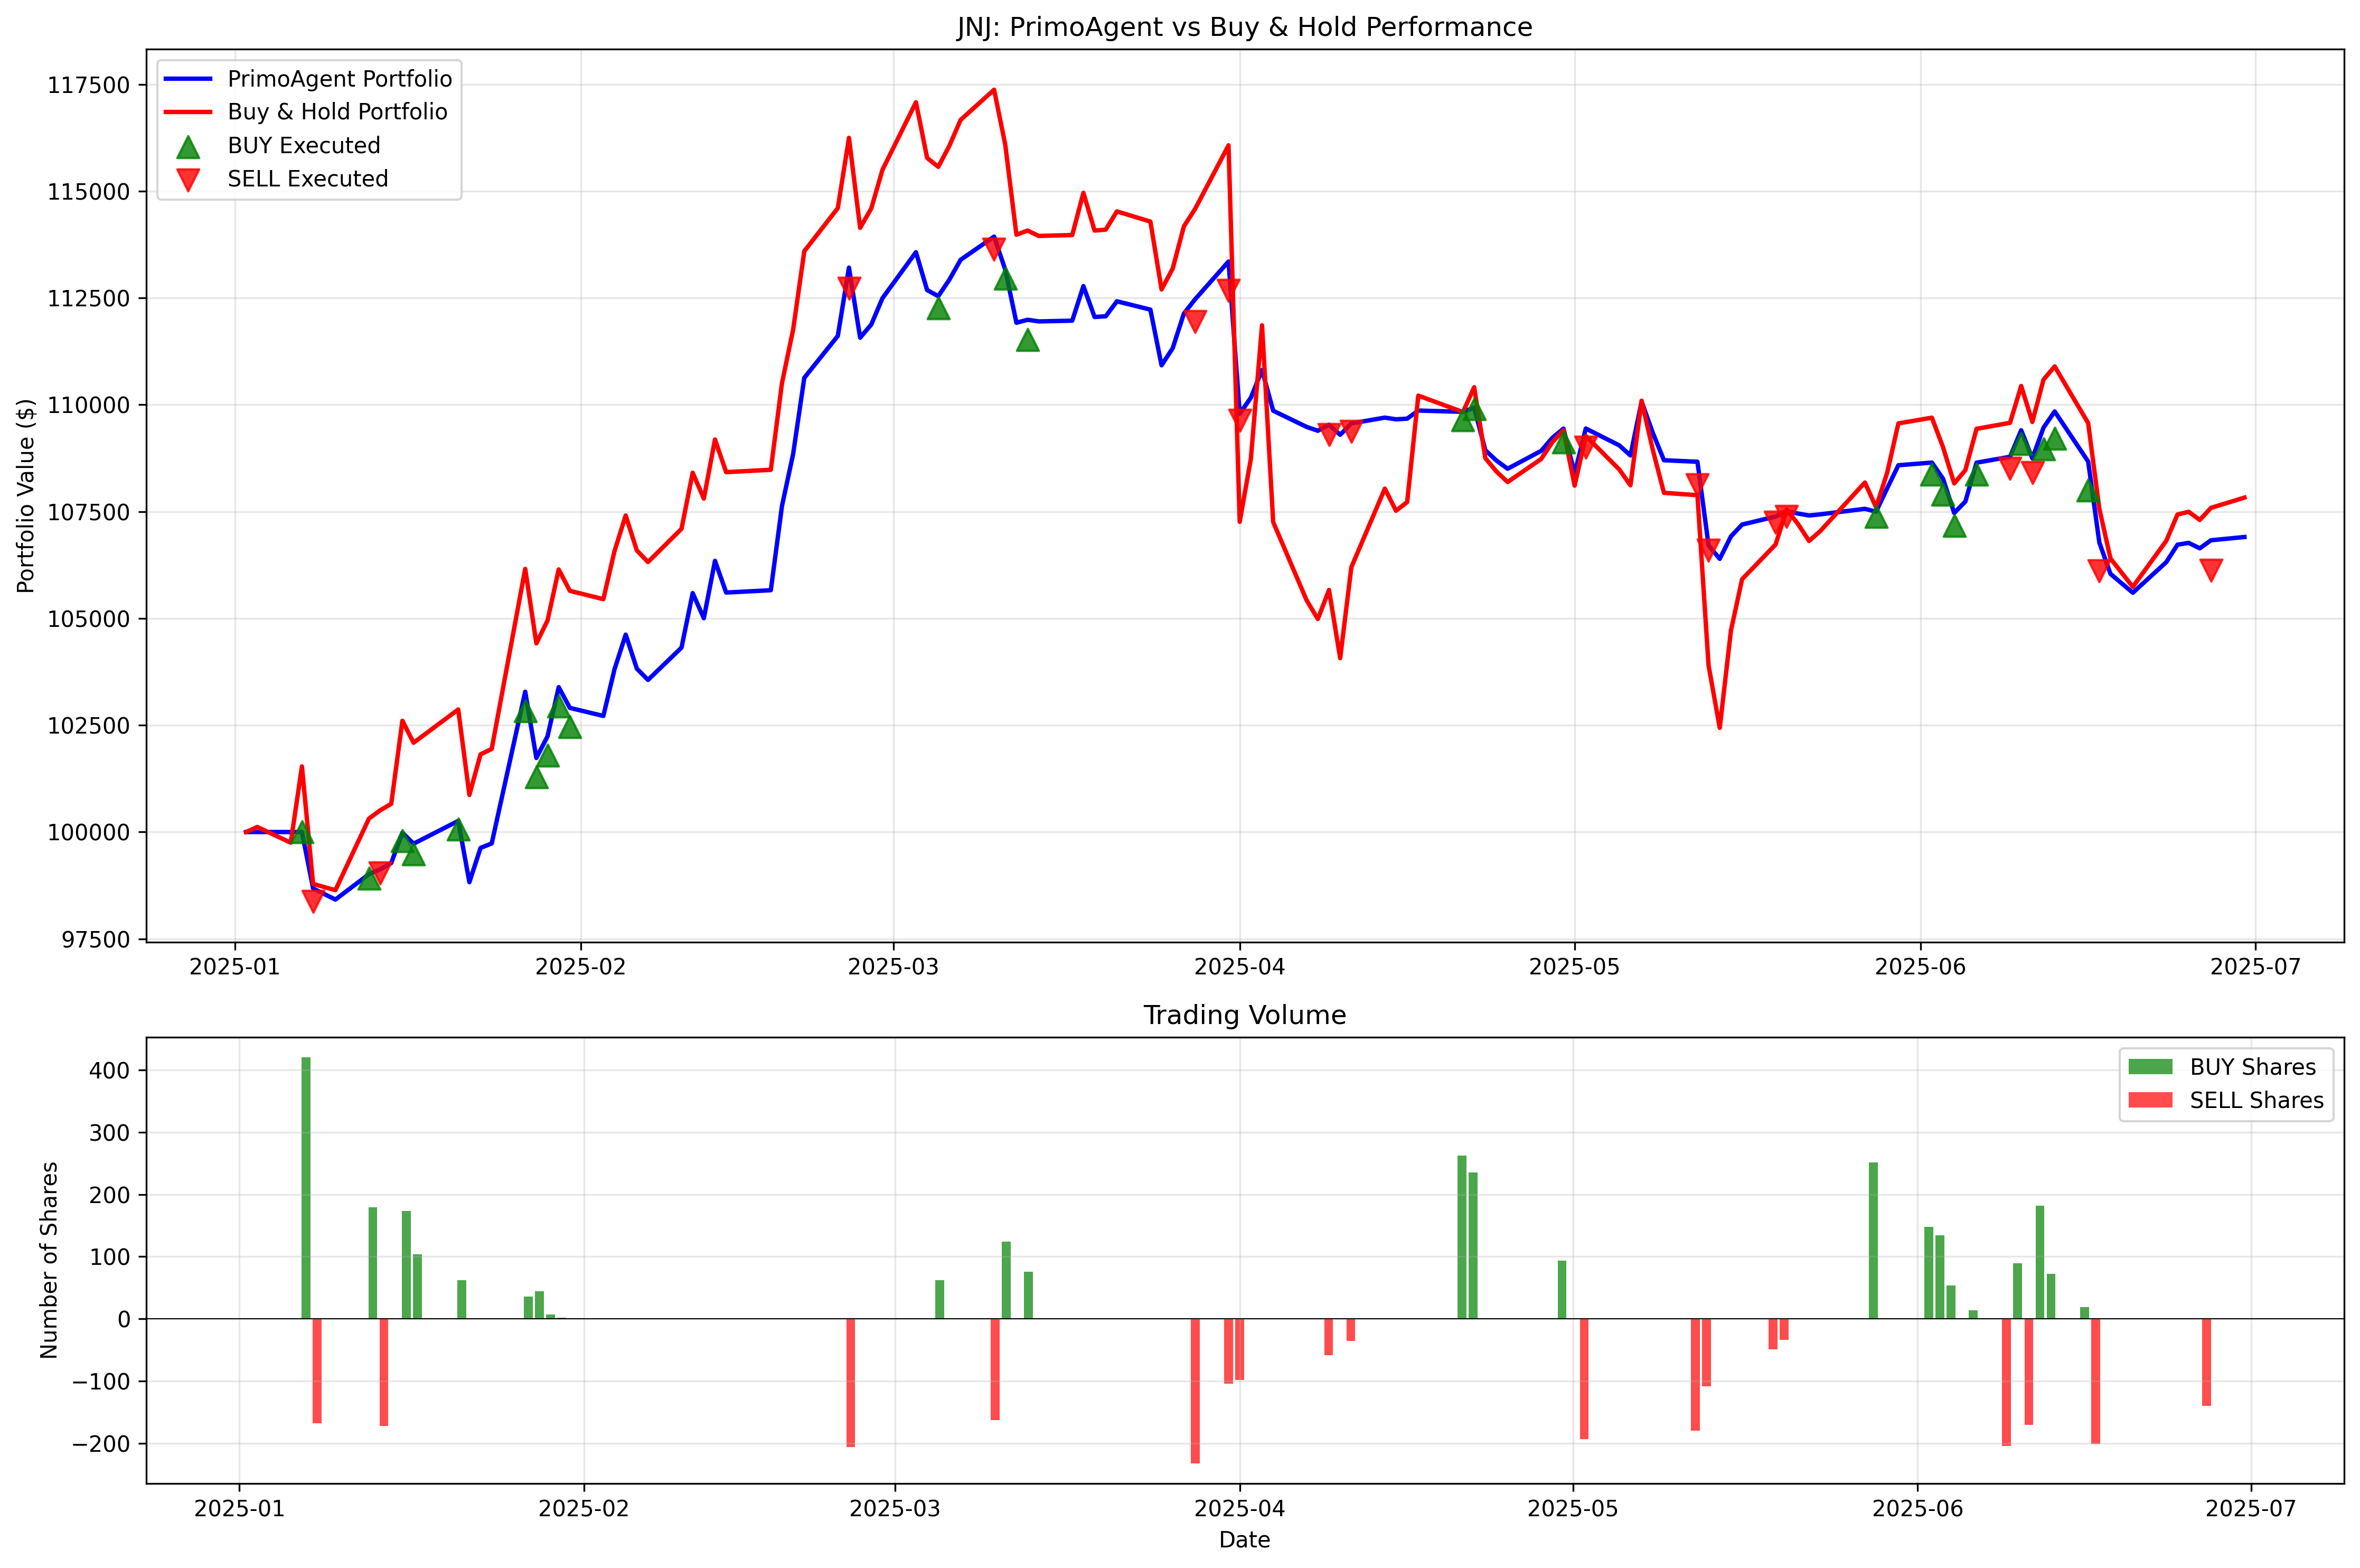 JNJ: PrimoAgent vs Buy & Hold Performance
PrimoAgent Portfolio
Buy & Hold Portfolio
BUY Executed
SELL Executed
Portfolio Value ($)
117500
115000
112500
110000
107500
105000
102500
100000
97500
2025-01 2025-02 2025-03 2025-04 2025-05 2025-06 2025-07
Trading Volume
BUY Shares
SELL Shares
Number of Shares
400
300
200
100
0
−100
−200
2025-01 2025-02 2025-03 2025-04 2025-05 2025-06 2025-07
Date